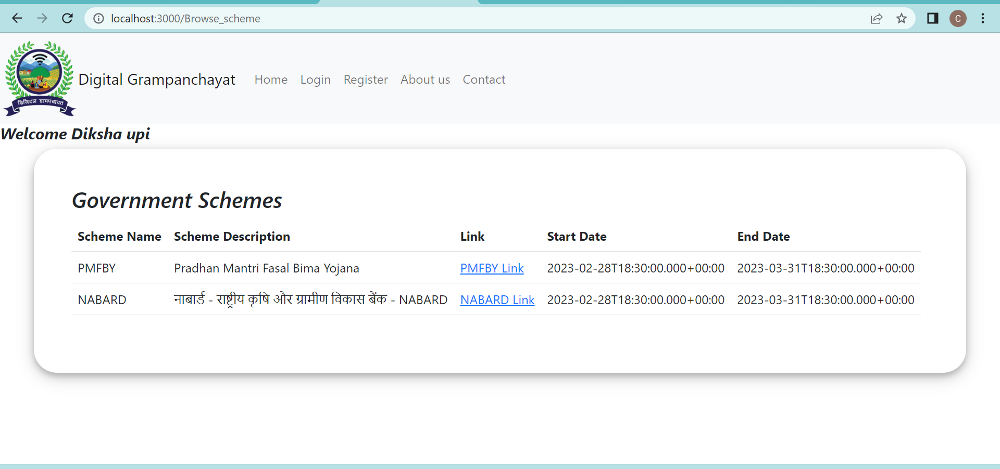 localhost:3000/Browse_scheme
C
डिजिटल ग्रामपंचायत
Digital Grampanchayat Home Login Register About us Contact
Welcome Diksha upi
Government Schemes
Scheme Name Scheme Description Link Start Date End Date
PMFBY Pradhan Mantri Fasal Bima Yojana PMFBY Link 2023-02-28T18:30:00.000+00:00 2023-03-31T18:30:00.000+00:00
NABARD नाबार्ड - राष्ट्रीय कृषि और ग्रामीण विकास बैंक - NABARD NABARD Link 2023-02-28T18:30:00.000+00:00 2023-03-31T18:30:00.000+00:00